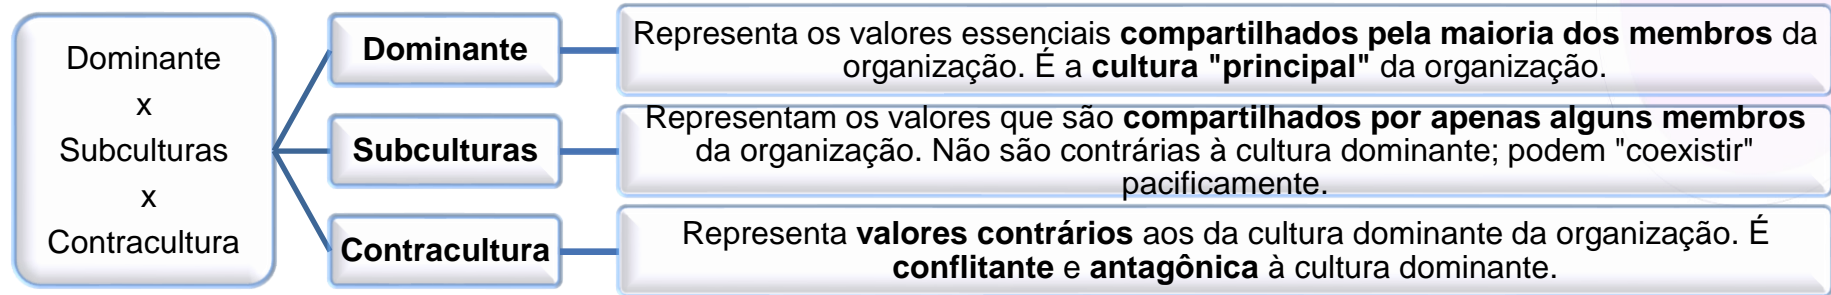 Dominante
x
Subculturas
x
Contracultura
Dominante
Representa os valores essenciais compartilhados pela maioria dos membros da
organização. É a cultura "principal" da organização.
Subculturas
Representam os valores que são compartilhados por apenas alguns membros
da organização. Não são contrárias à cultura dominante; podem "coexistir"
pacificamente.
Contracultura
Representa valores contrários aos da cultura dominante da organização. É
conflitante e antagônica à cultura dominante.